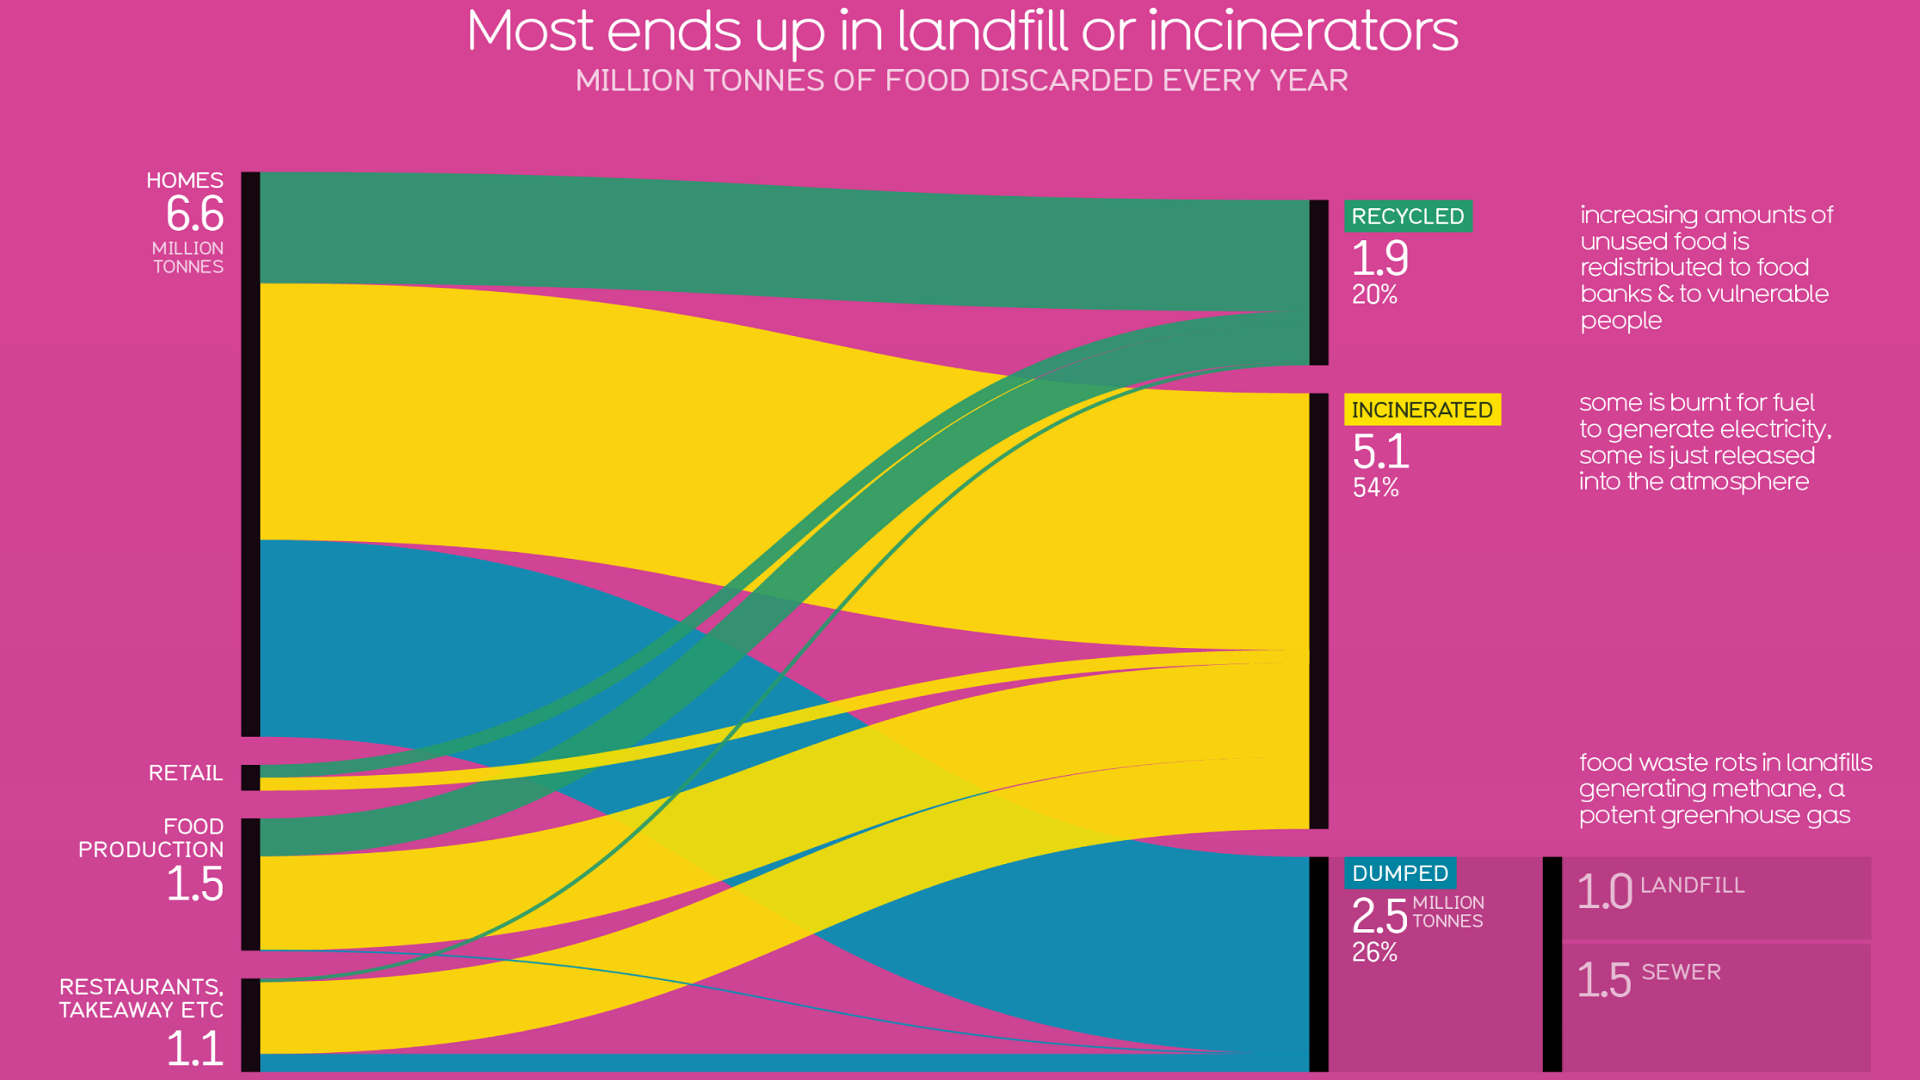 Most ends up in landfill or incinerators
MILLION TONNES OF FOOD DISCARDED EVERY YEAR
HOMES
6.6
MILLION
TONNES
RETAIL
FOOD
PRODUCTION
1.5
RESTAURANTS,
TAKEAWAY ETC
1.1
RECYCLED
1.9
20%
increasing amounts of
unused food is
redistributed to food
banks & to vulnerable
people
INCINERATED
5.1
54%
some is burnt for fuel
to generate electricity,
some is just released
into the atmosphere
food waste rots in landfills
generating methane, a
potent greenhouse gas
DUMPED
2.5 MILLION
TONNES
26%
1.0 LANDFILL
1.5 SEWER